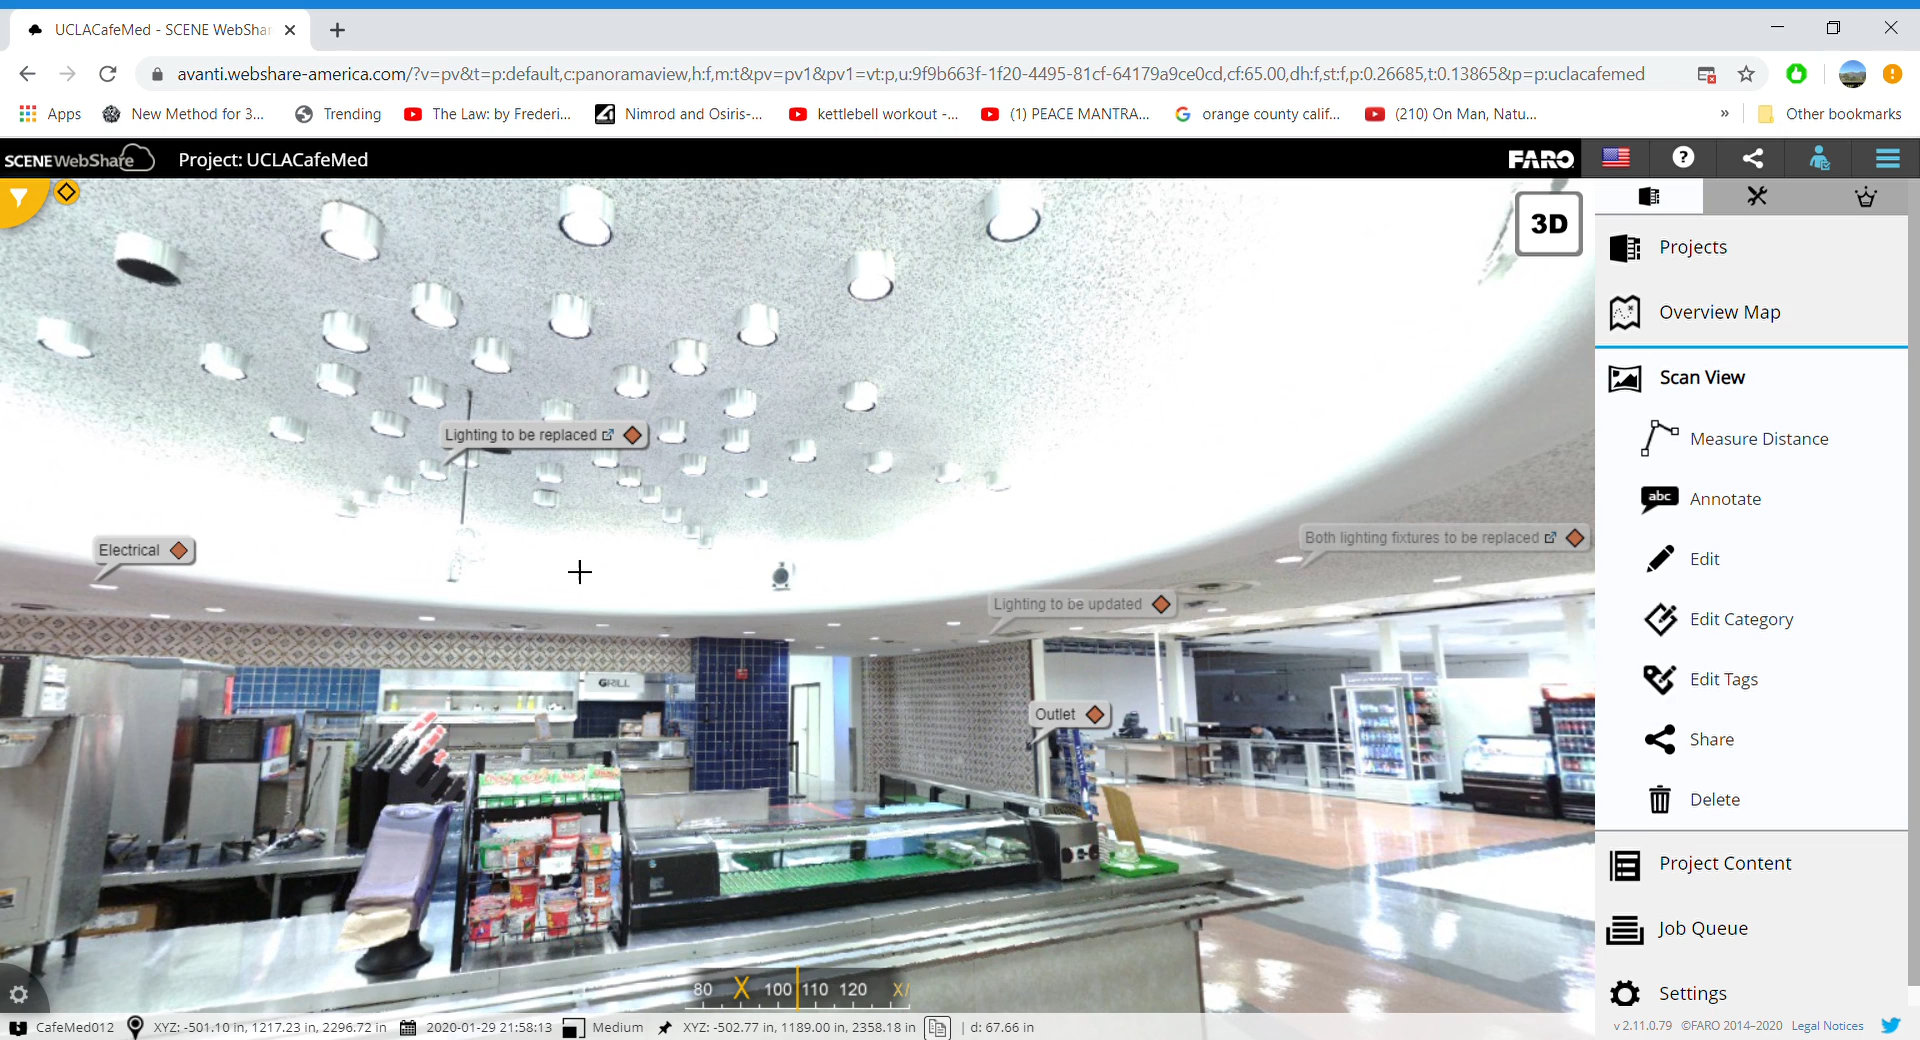 UCLACafeMed - SCENE WebShar
avanti.webshare-america.com/?v=pv&t=p:default,c:panoramaview,h:f,m:t&pv=pv1&pv1=vt:p,u:9f9b663f-1f20-4495-81cf-64179a9ce0cd,cf:65.00,dh:f,st:f,p:0.26685,t:0.13865&p=p:uclacafemed
Apps New Method for 3... Trending The Law: by Frederi... Nimrod and Osiris-... kettlebell workout -... (1) PEACE MANTRA... orange county calif... (210) On Man, Natu... » Other bookmarks
SCENE WebShare Project: UCLACafeMed FARO ?
3D
Projects
Overview Map
Scan View
Measure Distance
abc Annotate
Edit
Edit Category
Edit Tags
Share
Delete
Project Content
Job Queue
Settings
Lighting to be replaced
Electrical
Both lighting fixtures to be replaced
Lighting to be updated
GRILL
Outlet
80 X 100 110 120 X/
CafeMed012 XYZ: -501.10 in, 1217.23 in, 2296.72 in 2020-01-29 21:58:13 Medium XYZ: -502.77 in, 1189.00 in, 2358.18 in | d: 67.66 in
v 2.11.0.79 ©FARO 2014–2020 Legal Notices